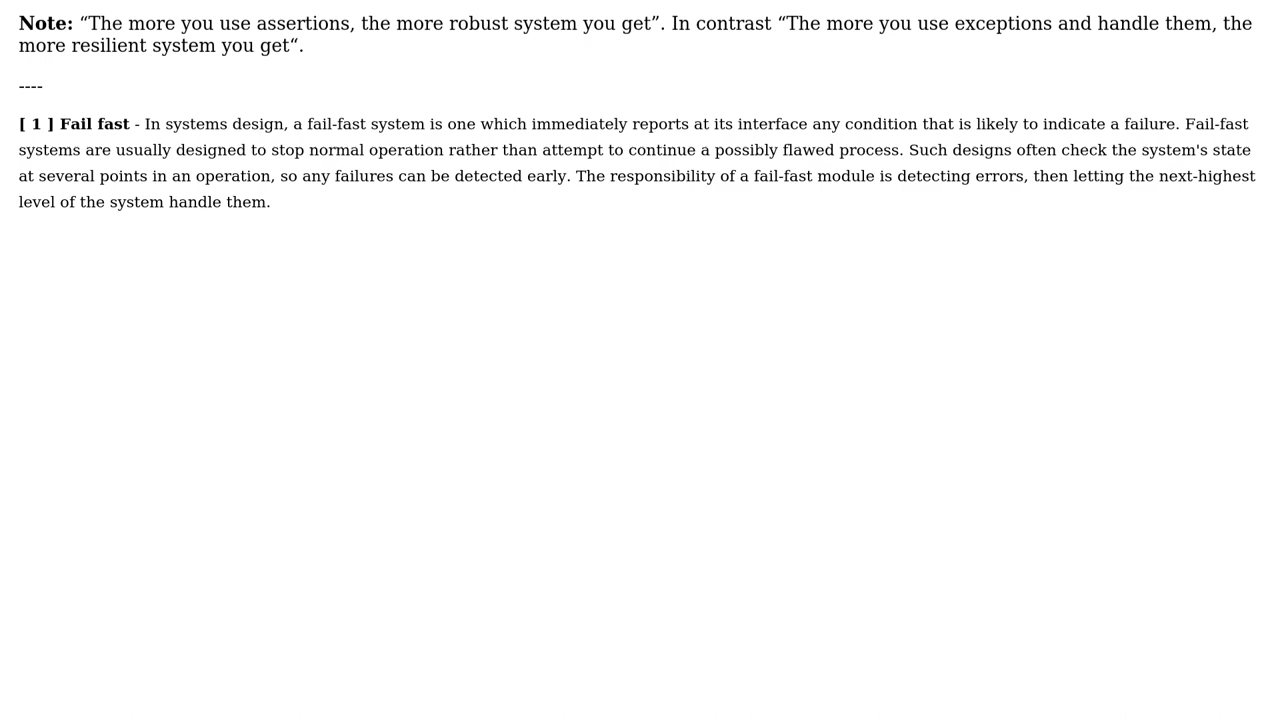 Note: “The more you use assertions, the more robust system you get”. In contrast “The more you use exceptions and handle them, the
more resilient system you get“.
----
[ 1 ] Fail fast - In systems design, a fail-fast system is one which immediately reports at its interface any condition that is likely to indicate a failure. Fail-fast
systems are usually designed to stop normal operation rather than attempt to continue a possibly flawed process. Such designs often check the system's state
at several points in an operation, so any failures can be detected early. The responsibility of a fail-fast module is detecting errors, then letting the next-highest
level of the system handle them.